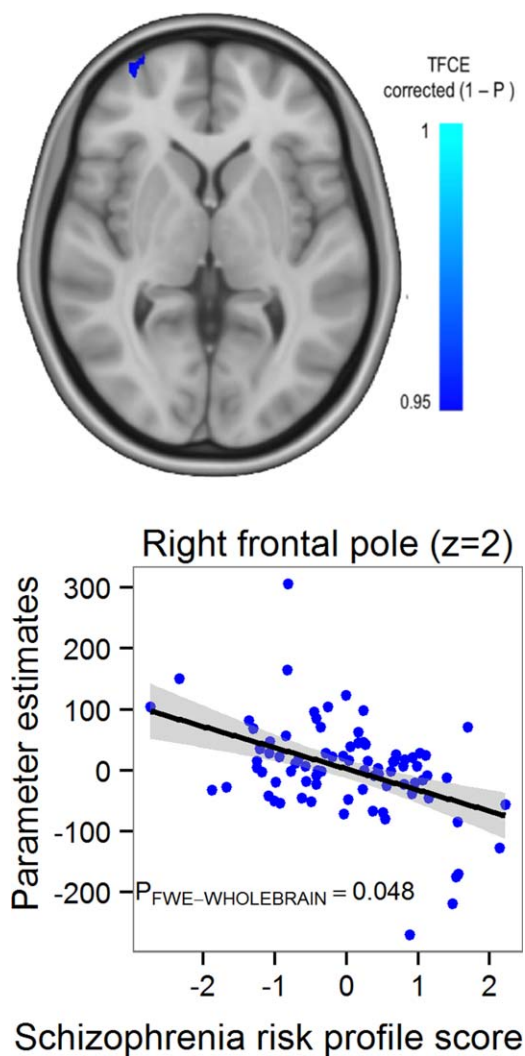 TFCE
corrected (1 – P )
1
0.95
Right frontal pole (z=2)
Parameter estimates
300
200
100
0
-100
-200
PFWE–WHOLEBRAIN = 0.048
-2 -1 0 1 2
Schizophrenia risk profile score